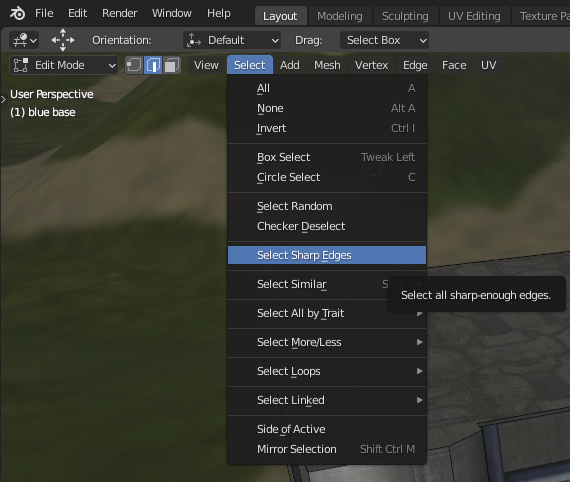 File Edit Render Window Help Layout Modeling Sculpting UV Editing Texture Pa
Orientation: Default Drag: Select Box
Edit Mode View Select Add Mesh Vertex Edge Face UV
User Perspective
(1) blue base
All A
None Alt A
Invert Ctrl I
Box Select Tweak Left
Circle Select C
Select Random
Checker Deselect
Select Sharp Edges
Select Similar S
Select all sharp-enough edges.
Select All by Trait
Select More/Less
Select Loops
Select Linked
Side of Active
Mirror Selection Shift Ctrl M